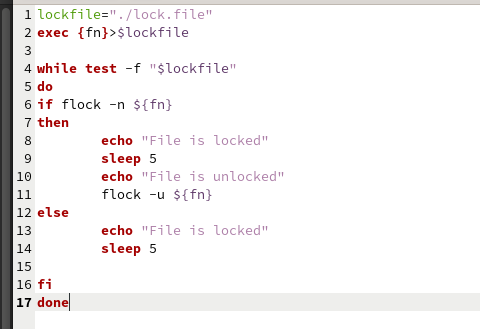 1 lockfile="./lock.file"
2 exec {fn}>$lockfile
3
4 while test -f "$lockfile"
5 do
6 if flock -n ${fn}
7 then
8         echo "File is locked"
9         sleep 5
10         echo "File is unlocked"
11         flock -u ${fn}
12 else
13         echo "File is locked"
14         sleep 5
15
16 fi
17 done